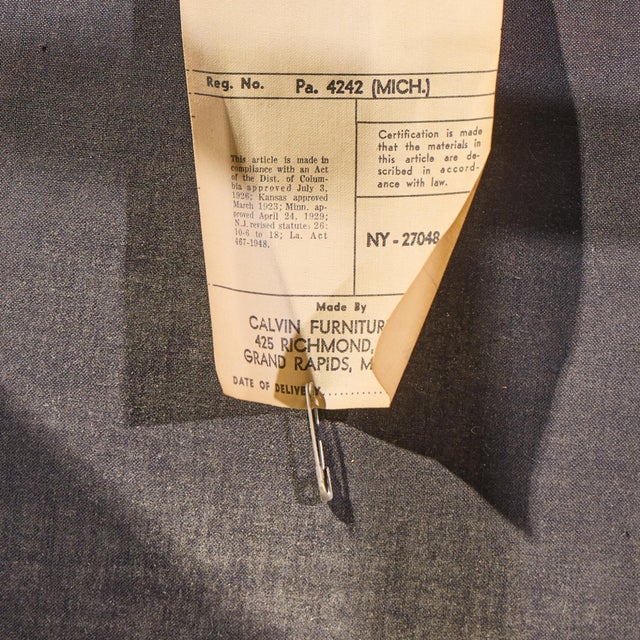 Reg. No. Pa. 4242 (MICH.)
This article is made in
compliance with an Act
of the Dist. of Colum-
bia approved July 3,
1926; Kansas approved
March 1923; Minn. ap-
proved April 24, 1929;
N.J. revised statute: 26:
10-6 to 18; La. Act
467-1948.
Certification is made
that the materials in
this article are de-
scribed in accord-
ance with law.
NY - 27048
Made By
CALVIN FURNITUR
425 RICHMOND,
GRAND RAPIDS, M
DATE OF DELIVERY